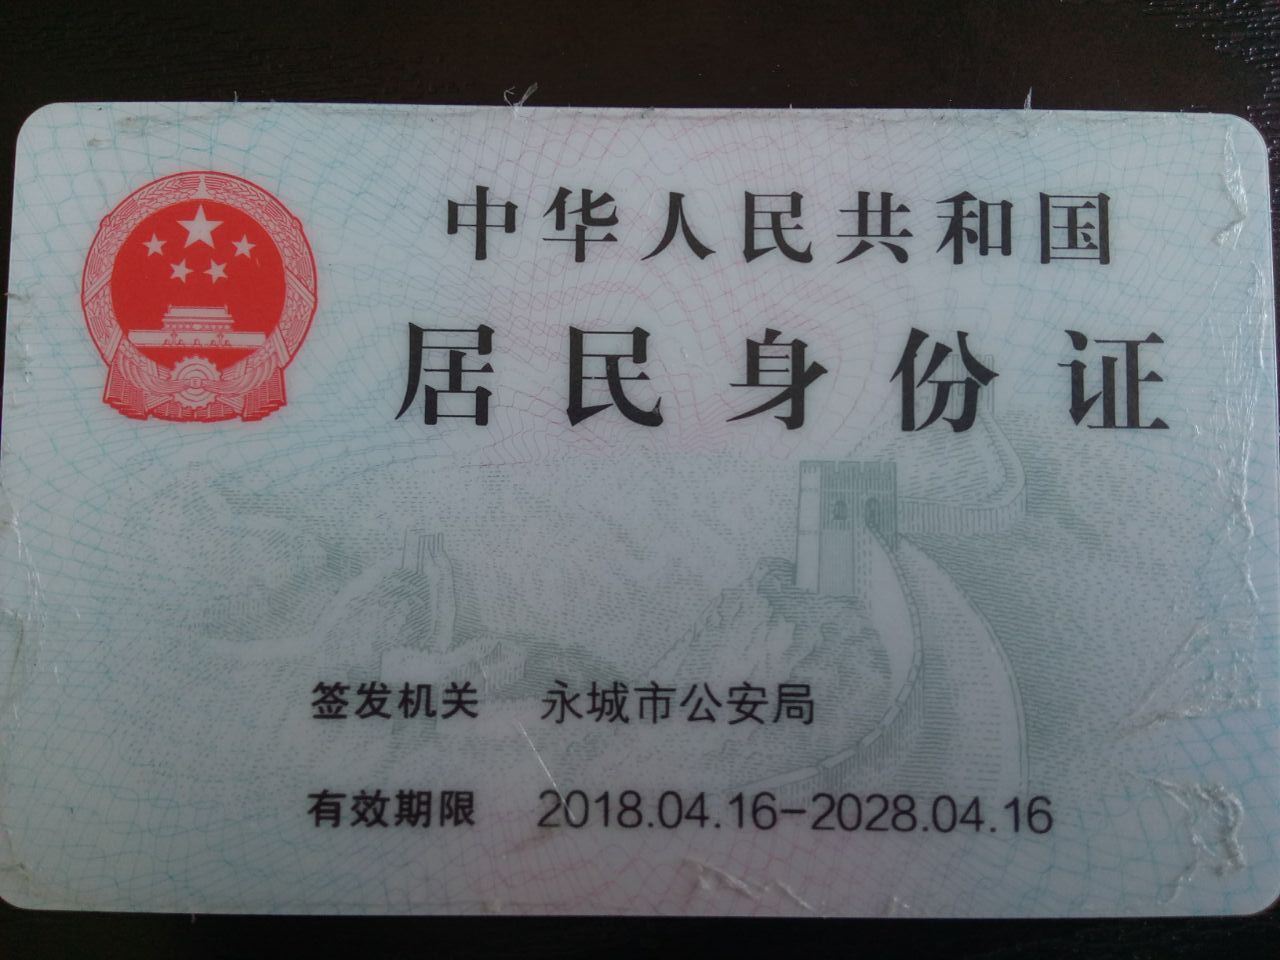 中华人民共和国
居民身份证
签发机关 永城市公安局
有效期限 2018.04.16-2028.04.16